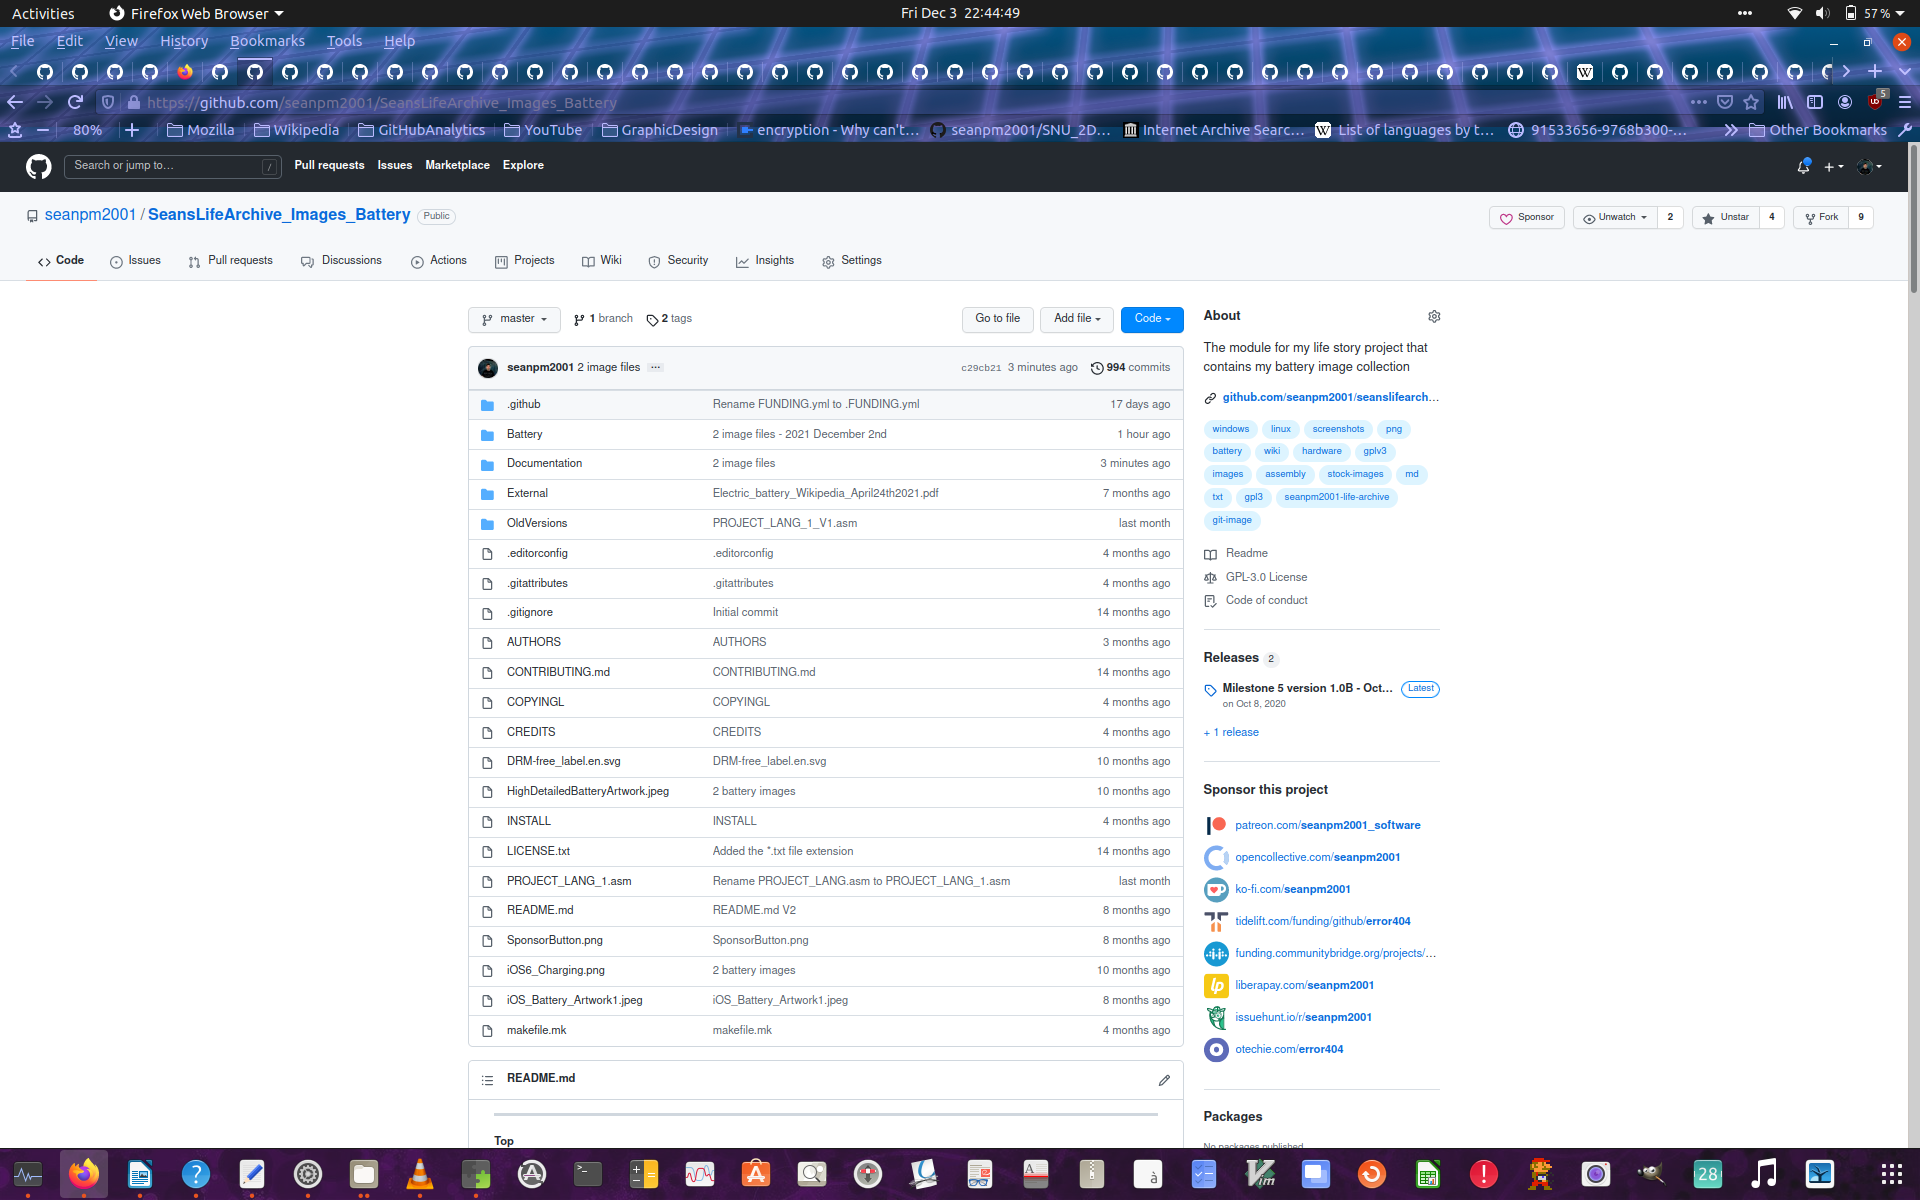 Activities Firefox Web Browser Fri Dec 3 22:44:49 57 %
File Edit View History Bookmarks Tools Help
https://github.com/seanpm2001/SeansLifeArchive_Images_Battery 5
80% Mozilla Wikipedia GitHubAnalytics YouTube GraphicDesign encryption - Why can't… seanpm2001/SNU_2D… Internet Archive Searc… List of languages by t… 91533656-9768b300-… Other Bookmarks
Search or jump to… / Pull requests Issues Marketplace Explore
seanpm2001 / SeansLifeArchive_Images_Battery Public Sponsor Unwatch 2 Unstar 4 Fork 9
Code Issues Pull requests Discussions Actions Projects Wiki Security Insights Settings
master 1 branch 2 tags Go to file Add file Code
seanpm2001 2 image files ... c29cb21 3 minutes ago 994 commits
.github Rename FUNDING.yml to .FUNDING.yml 17 days ago
Battery 2 image files - 2021 December 2nd 1 hour ago
Documentation 2 image files 3 minutes ago
External Electric_battery_Wikipedia_April24th2021.pdf 7 months ago
OldVersions PROJECT_LANG_1_V1.asm last month
.editorconfig .editorconfig 4 months ago
.gitattributes .gitattributes 4 months ago
.gitignore Initial commit 14 months ago
AUTHORS AUTHORS 3 months ago
CONTRIBUTING.md CONTRIBUTING.md 14 months ago
COPYINGL COPYINGL 4 months ago
CREDITS CREDITS 4 months ago
DRM-free_label.en.svg DRM-free_label.en.svg 10 months ago
HighDetailedBatteryArtwork.jpeg 2 battery images 10 months ago
INSTALL INSTALL 4 months ago
LICENSE.txt Added the *.txt file extension 14 months ago
PROJECT_LANG_1.asm Rename PROJECT_LANG.asm to PROJECT_LANG_1.asm last month
README.md README.md V2 8 months ago
SponsorButton.png SponsorButton.png 8 months ago
iOS6_Charging.png 2 battery images 10 months ago
iOS_Battery_Artwork1.jpeg iOS_Battery_Artwork1.jpeg 8 months ago
makefile.mk makefile.mk 4 months ago
README.md
Top
About
The module for my life story project that
contains my battery image collection
github.com/seanpm2001/seanslifearch…
windows linux screenshots png
battery wiki hardware gplv3
images assembly stock-images md
txt gpl3 seanpm2001-life-archive
git-image
Readme
GPL-3.0 License
Code of conduct
Releases 2
Milestone 5 version 1.0B - Oct… Latest
on Oct 8, 2020
+ 1 release
Sponsor this project
patreon.com/seanpm2001_software
opencollective.com/seanpm2001
ko-fi.com/seanpm2001
tidelift.com/funding/github/error404
funding.communitybridge.org/projects/…
liberapay.com/seanpm2001
issuehunt.io/r/seanpm2001
otechie.com/error404
Packages
No packages published
28